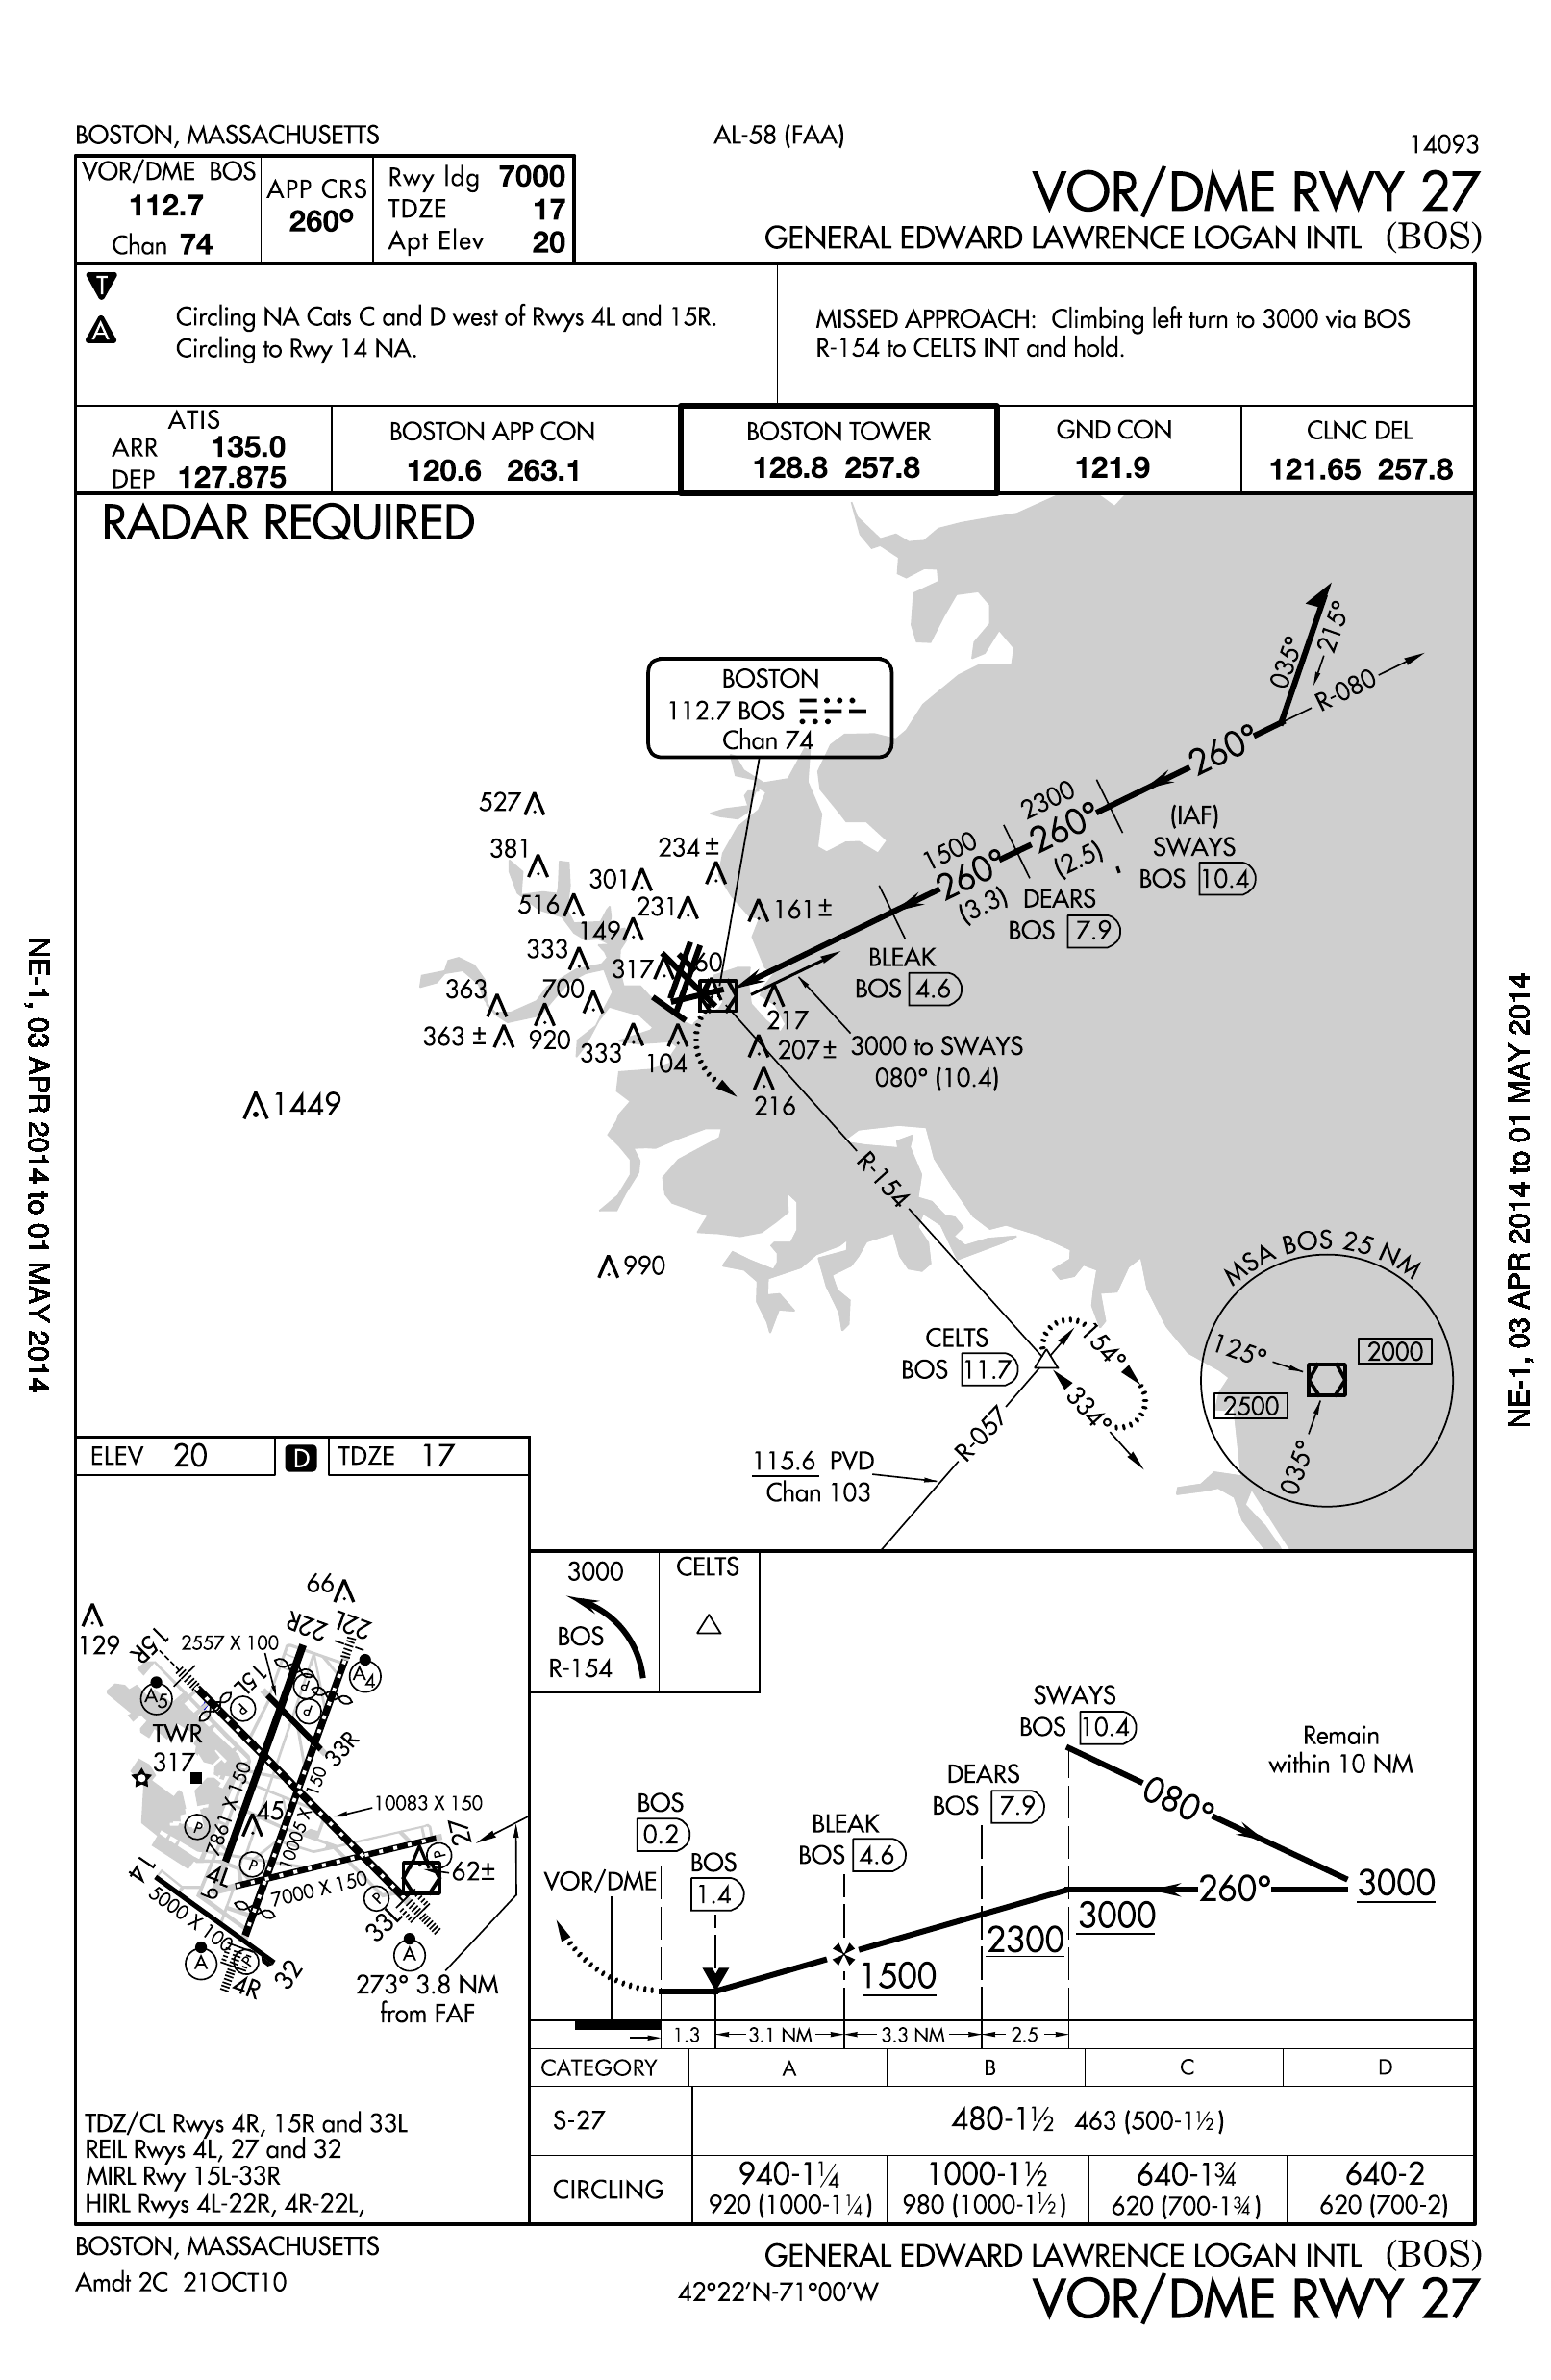 BOSTON, MASSACHUSETTS
AL-58 (FAA)
14093
VOR/DME BOS
112.7
Chan 74
APP CRS
260°
Rwy ldg 7000
TDZE 17
Apt Elev 20
VOR/DME RWY 27
GENERAL EDWARD LAWRENCE LOGAN INTL (BOS)
T
A
Circling NA Cats C and D west of Rwys 4L and 15R.
Circling to Rwy 14 NA.
MISSED APPROACH: Climbing left turn to 3000 via BOS
R-154 to CELTS INT and hold.
ATIS
ARR 135.0
DEP 127.875
BOSTON APP CON
120.6 263.1
BOSTON TOWER
128.8 257.8
GND CON
121.9
CLNC DEL
121.65 257.8
RADAR REQUIRED
035°
215°
R-080
BOSTON
112.7 BOS
Chan 74
260°
2300
260°
(2.5)
(IAF)
SWAYS
BOS 10.4
1500
260°
(3.3)
DEARS
BOS 7.9
BLEAK
BOS 4.6
527
381
234 ±
301
516
231
161 ±
149
333
317
60
363
700
217
363 ±
920
333
104
207 ±
216
3000 to SWAYS
080° (10.4)
1449
R-154
990
CELTS
BOS 11.7
154°
334°
R-057
115.6 PVD
Chan 103
MSA BOS 25 NM
125°
2000
2500
035°
NE-1, 03 APR 2014 to 01 MAY 2014
NE-1, 03 APR 2014 to 01 MAY 2014
ELEV 20
D
TDZE 17
66
129
15R
22R
22L
2557 X 100
15L
A4
A5
P
P
P
TWR
317
33R
7861 X 150
10005 X 150
10083 X 150
45
P
27
P
62±
4L
9
P
7000 X 150
P
14
5000 X 100
33L
A
P
4R
32
A
273° 3.8 NM
from FAF
TDZ/CL Rwys 4R, 15R and 33L
REIL Rwys 4L, 27 and 32
MIRL Rwy 15L-33R
HIRL Rwys 4L-22R, 4R-22L,
3000
BOS
R-154
CELTS
SWAYS
BOS 10.4
Remain
within 10 NM
DEARS
BOS 7.9
080°
BOS
0.2
BLEAK
BOS 4.6
BOS
1.4
VOR/DME
260°
3000
3000
2300
1500
1.3
3.1 NM
3.3 NM
2.5
CATEGORY A B C D
S-27 480-1½ 463 (500-1½)
CIRCLING
940-1¼
920 (1000-1¼)
1000-1½
980 (1000-1½)
640-1¾
620 (700-1¾)
640-2
620 (700-2)
BOSTON, MASSACHUSETTS
Amdt 2C 21OCT10
42°22'N-71°00'W
GENERAL EDWARD LAWRENCE LOGAN INTL (BOS)
VOR/DME RWY 27